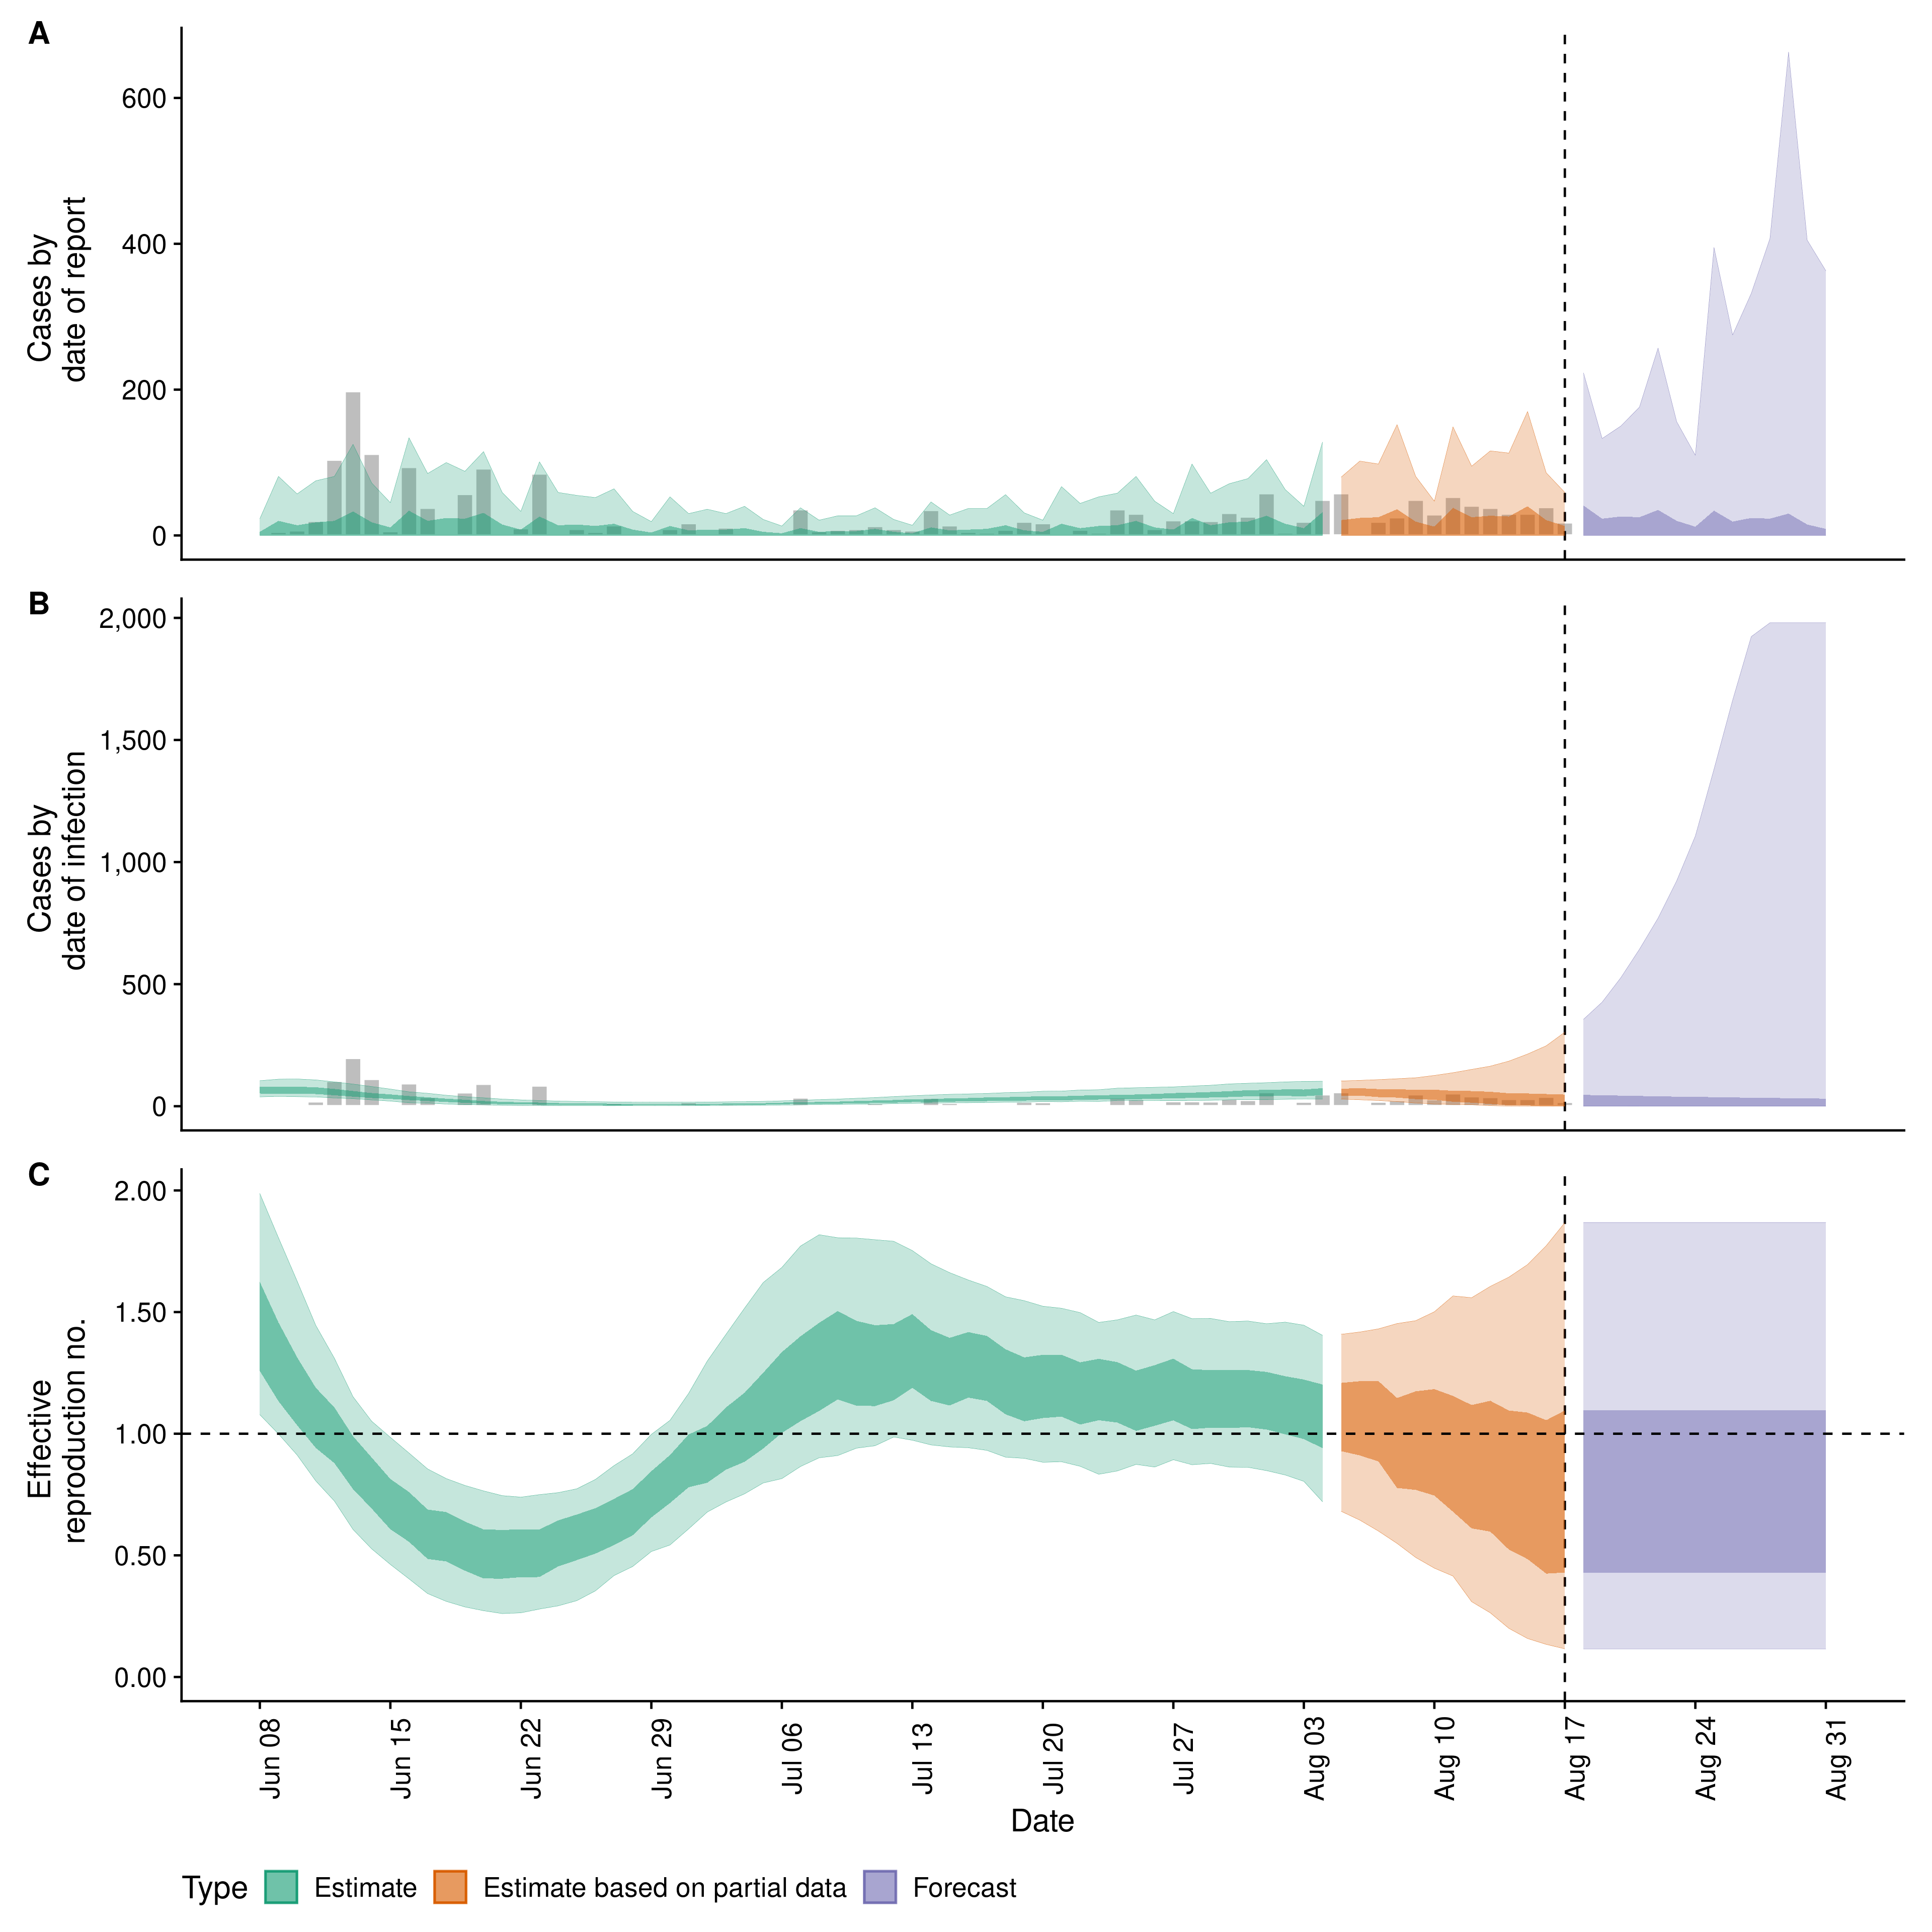 A
Cases by
date of report
600
400
200
0
B
Cases by
date of infection
2,000
1,500
1,000
500
0
C
Effective
reproduction no.
2.00
1.50
1.00
0.50
0.00
Jun 08
Jun 15
Jun 22
Jun 29
Jul 06
Jul 13
Jul 20
Jul 27
Aug 03
Aug 10
Aug 17
Aug 24
Aug 31
Date
Type Estimate Estimate based on partial data Forecast